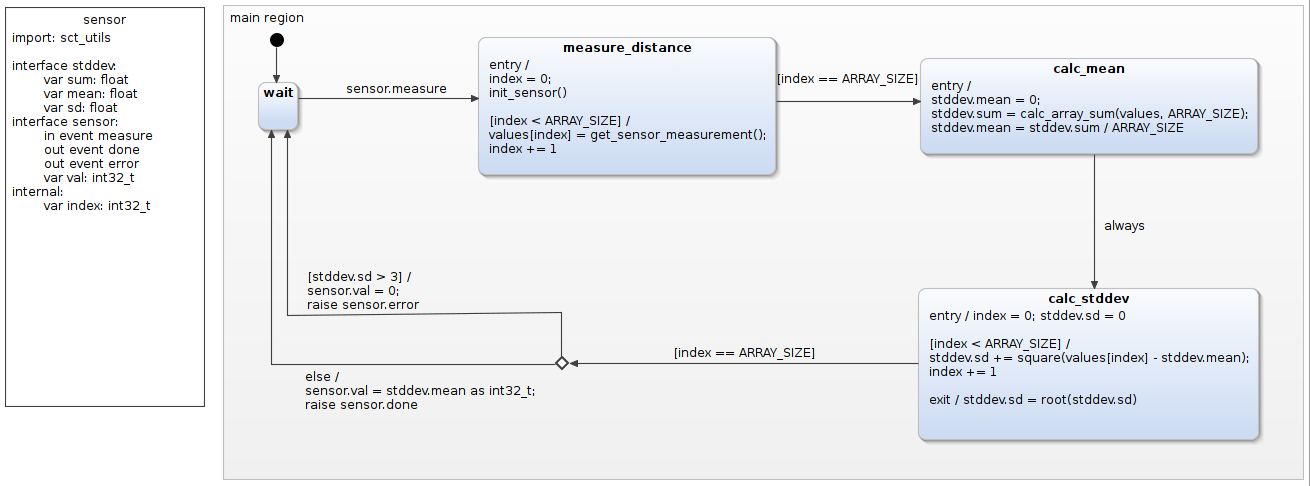 sensor
import: sct_utils
interface stddev:
var sum: float
var mean: float
var sd: float
interface sensor:
in event measure
out event done
out event error
var val: int32_t
internal:
var index: int32_t
main region
wait
sensor.measure
measure_distance
entry /
index = 0;
init_sensor()
[index < ARRAY_SIZE] /
values[index] = get_sensor_measurement();
index += 1
[index == ARRAY_SIZE]
calc_mean
entry /
stddev.mean = 0;
stddev.sum = calc_array_sum(values, ARRAY_SIZE);
stddev.mean = stddev.sum / ARRAY_SIZE
always
calc_stddev
entry / index = 0; stddev.sd = 0
[index < ARRAY_SIZE] /
stddev.sd += square(values[index] - stddev.mean);
index += 1
exit / stddev.sd = root(stddev.sd)
[index == ARRAY_SIZE]
[stddev.sd > 3] /
sensor.val = 0;
raise sensor.error
else /
sensor.val = stddev.mean as int32_t;
raise sensor.done